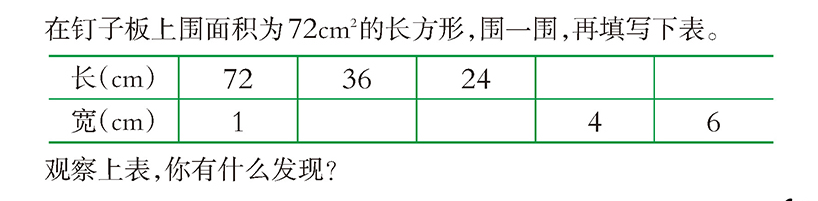 在钉子板上围面积为72cm²的长方形,围一围,再填写下表。
长(cm) 72 36 24
宽(cm) 1 4 6
观察上表,你有什么发现?